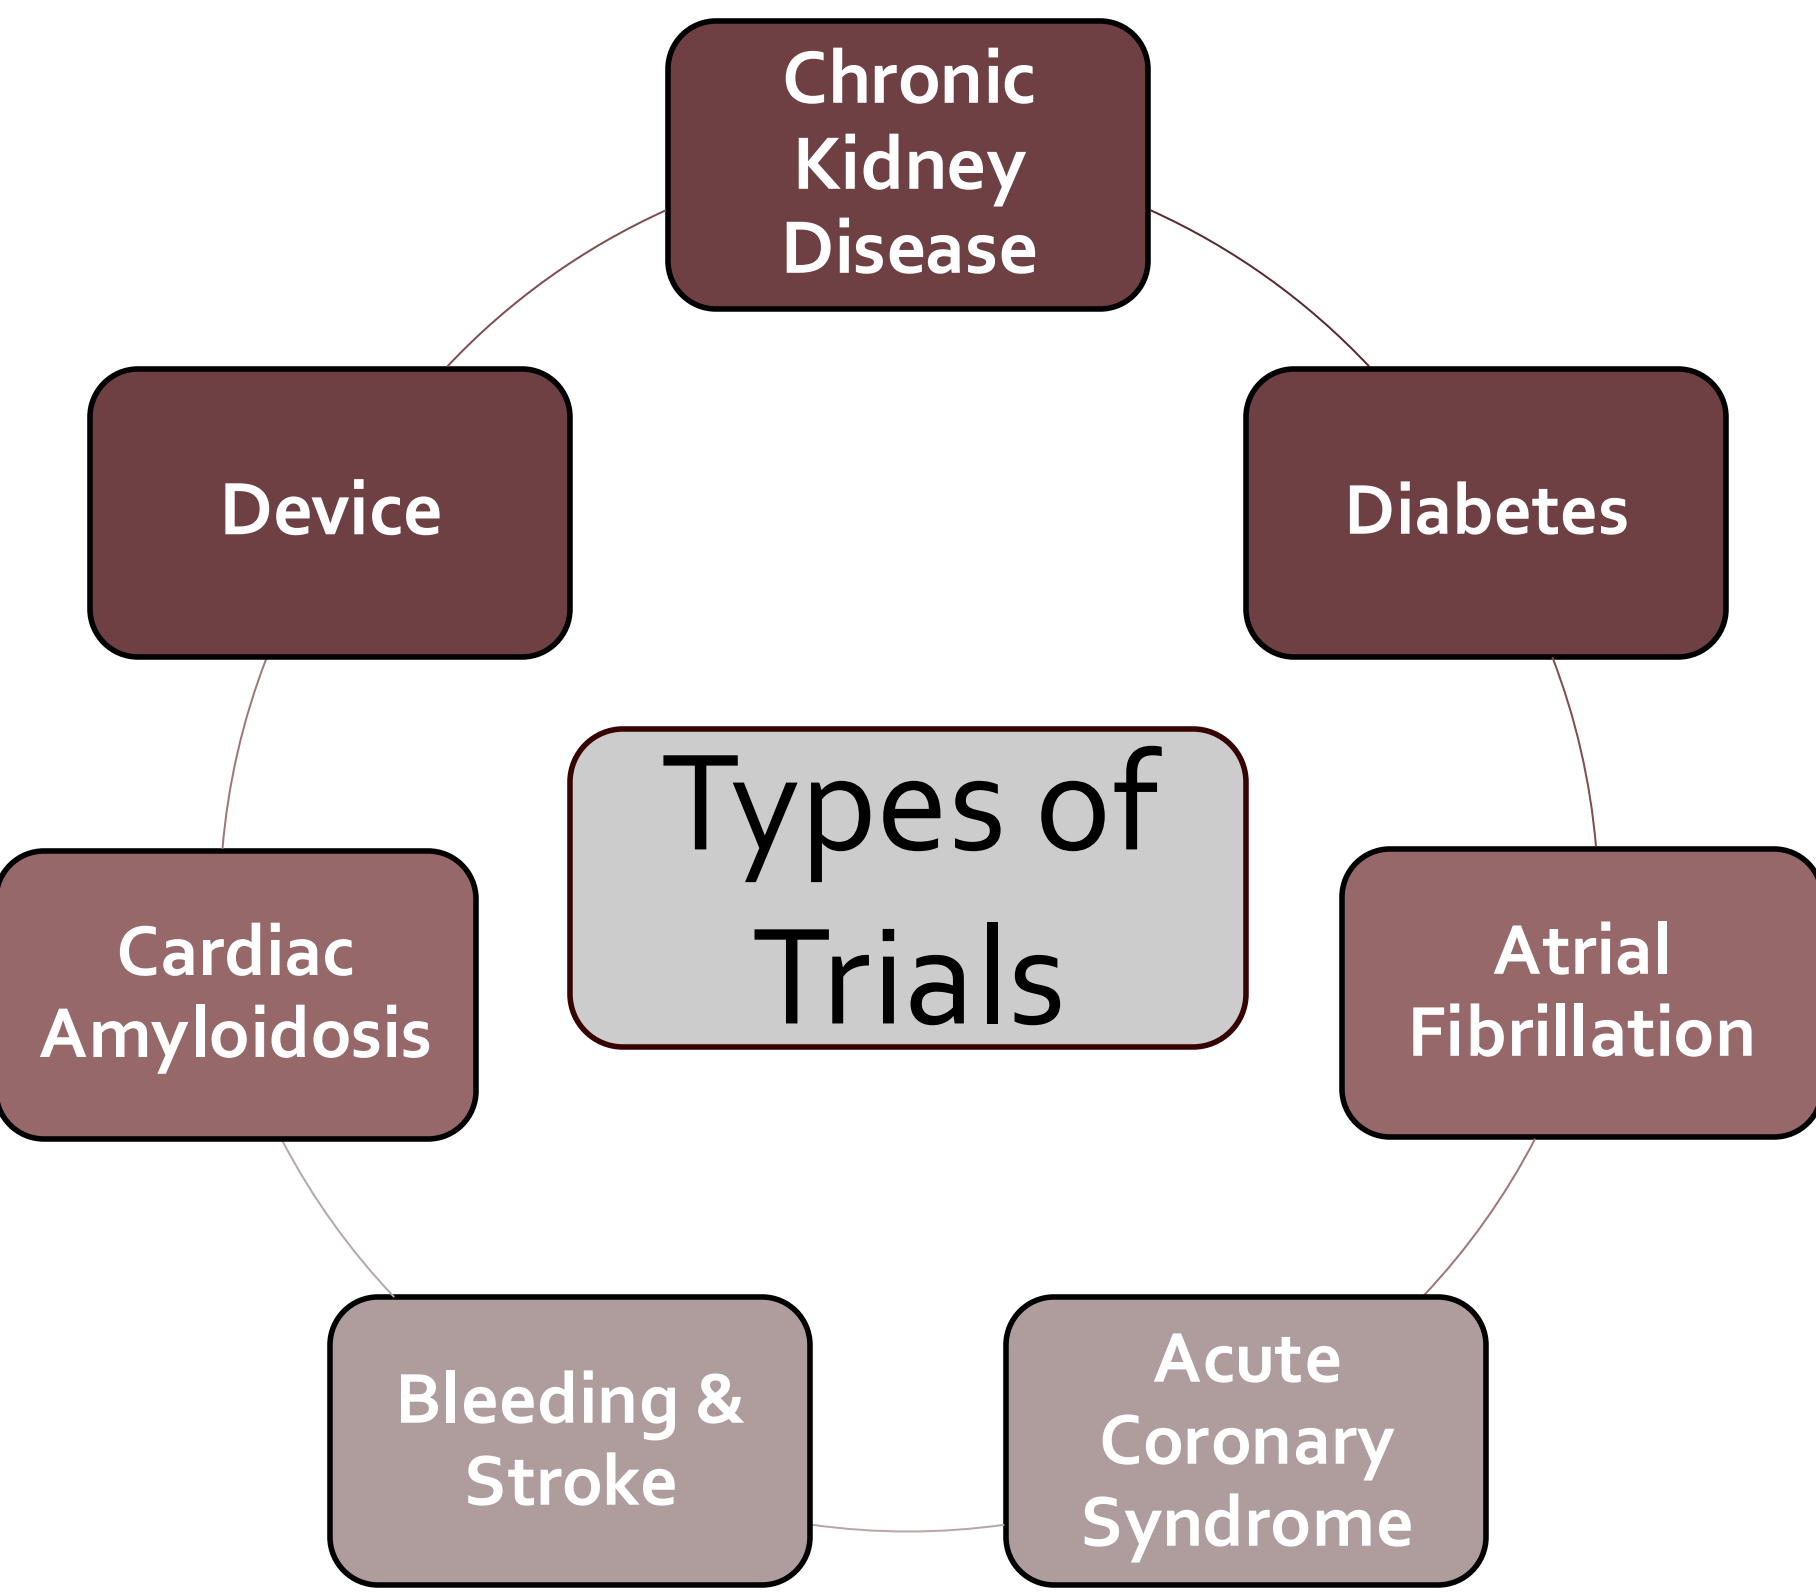 Chronic
Kidney
Disease
Device
Diabetes
Types of
Trials
Cardiac
Amyloidosis
Atrial
Fibrillation
Bleeding &
Stroke
Acute
Coronary
Syndrome